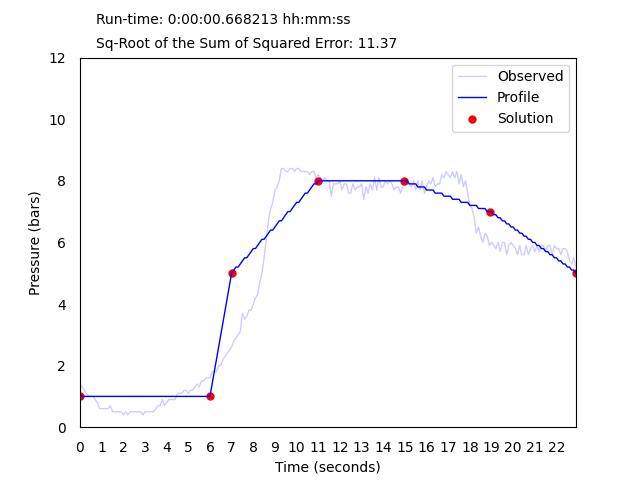 Run-time: 0:00:00.668213 hh:mm:ss
Sq-Root of the Sum of Squared Error: 11.37
12
10
8
6
4
2
0
Pressure (bars)
Observed
Profile
Solution
0 1 2 3 4 5 6 7 8 9 10 11 12 13 14 15 16 17 18 19 20 21 22
Time (seconds)